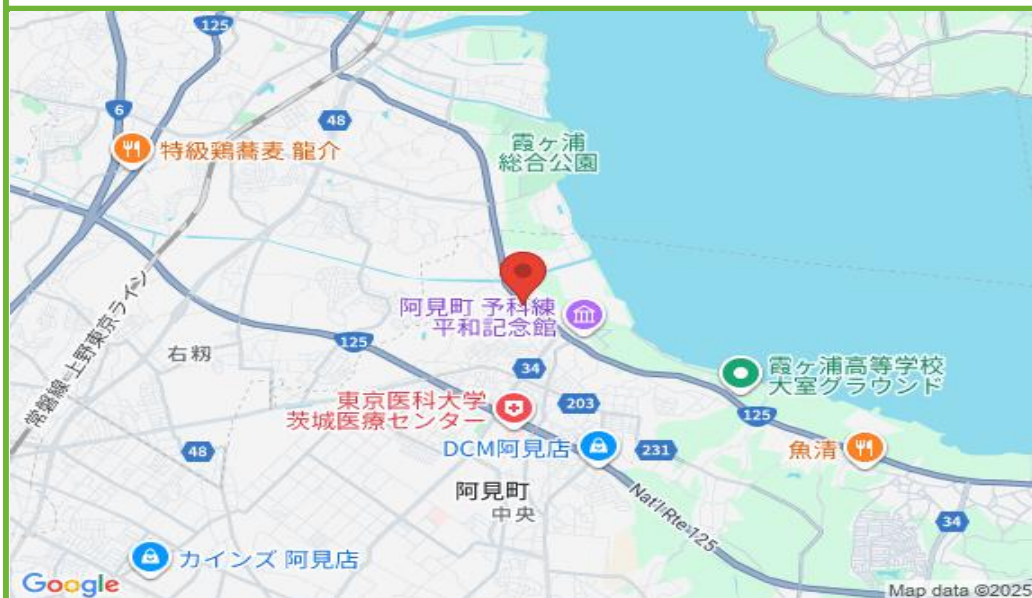 125
6
48
特級鶏蕎麦 龍介
霞ヶ浦
総合公園
常磐線 上野東京ライン
右籾
125
阿見町 予科練
平和記念館
34
霞ヶ浦高等学校
大室グラウンド
東京医科大学
茨城医療センター
203
125
DCM阿見店
231
魚清
48
阿見町
中央
Nat'l Rte 125
34
カインズ 阿見店
Google
Map data ©2025